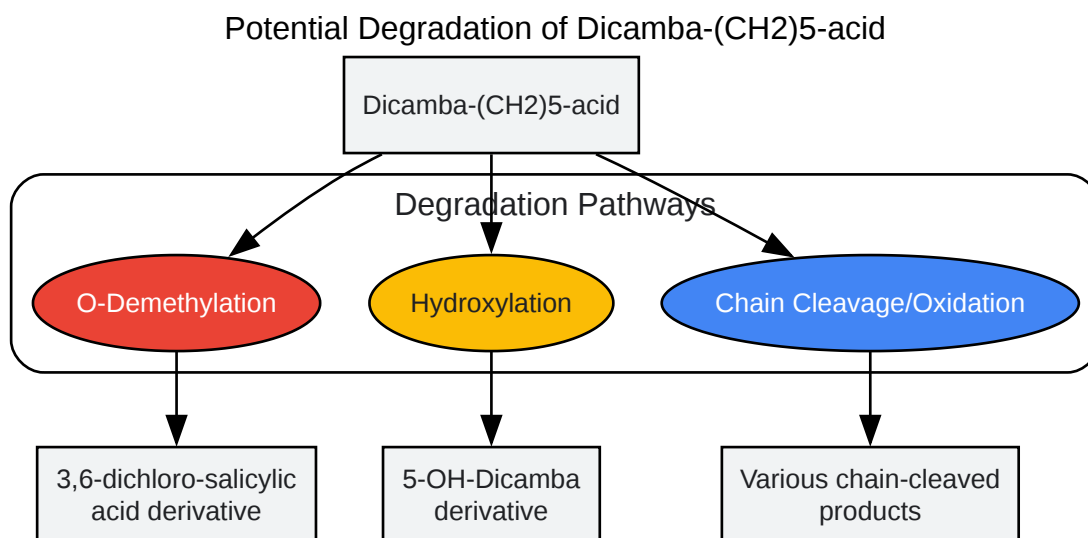 Potential Degradation of Dicamba-(CH2)5-acid
Dicamba-(CH2)5-acid
Degradation Pathways
O-Demethylation
Hydroxylation
Chain Cleavage/Oxidation
3,6-dichloro-salicylic
acid derivative
5-OH-Dicamba
derivative
Various chain-cleaved
products